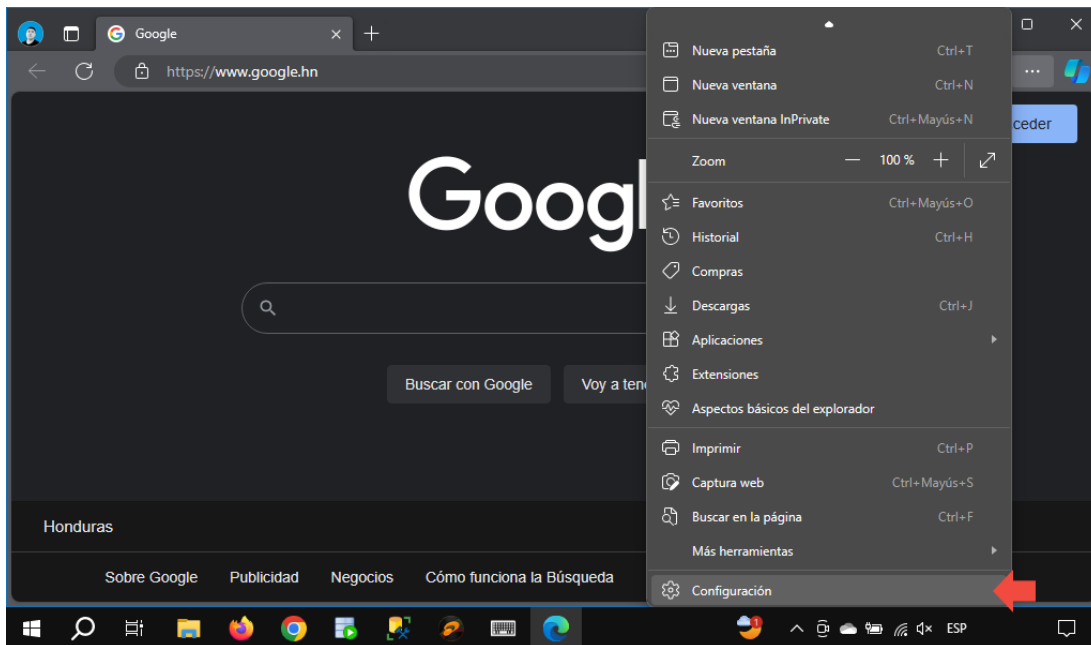 Google
https://www.google.hn
Nueva pestaña Ctrl+T
Nueva ventana Ctrl+N
Nueva ventana InPrivate Ctrl+Mayús+N
ceder
Zoom 100 %
Googl
Favoritos Ctrl+Mayús+O
Historial Ctrl+H
Compras
Descargas Ctrl+J
Aplicaciones
Extensiones
Buscar con Google Voy a ten
Aspectos básicos del explorador
Imprimir Ctrl+P
Captura web Ctrl+Mayús+S
Buscar en la página Ctrl+F
Honduras
Más herramientas
Sobre Google Publicidad Negocios Cómo funciona la Búsqueda
Configuración
1
ESP